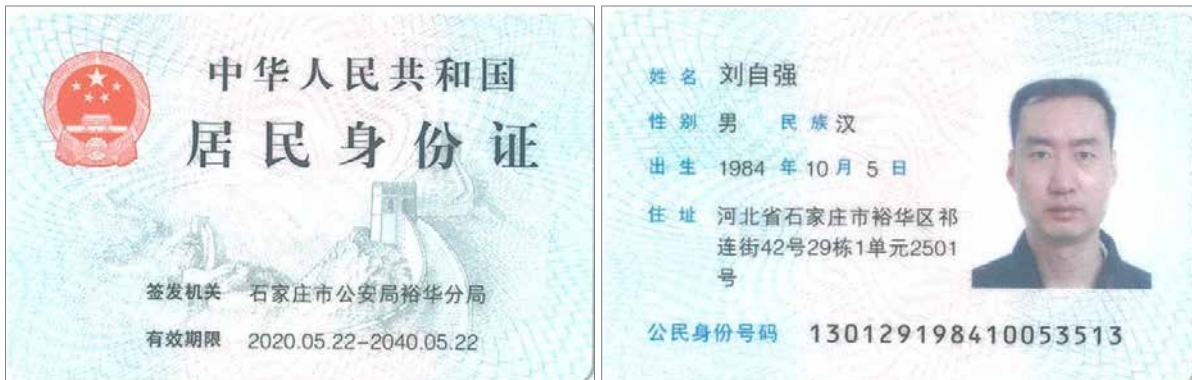 中华人民共和国
居民身份证
签发机关 石家庄市公安局裕华分局
有效期限 2020.05.22-2040.05.22
姓名 刘自强
性别 男 民族 汉
出生 1984 年 10 月 5 日
住址 河北省石家庄市裕华区祁
连街42号29栋1单元2501
号
公民身份号码 130129198410053513